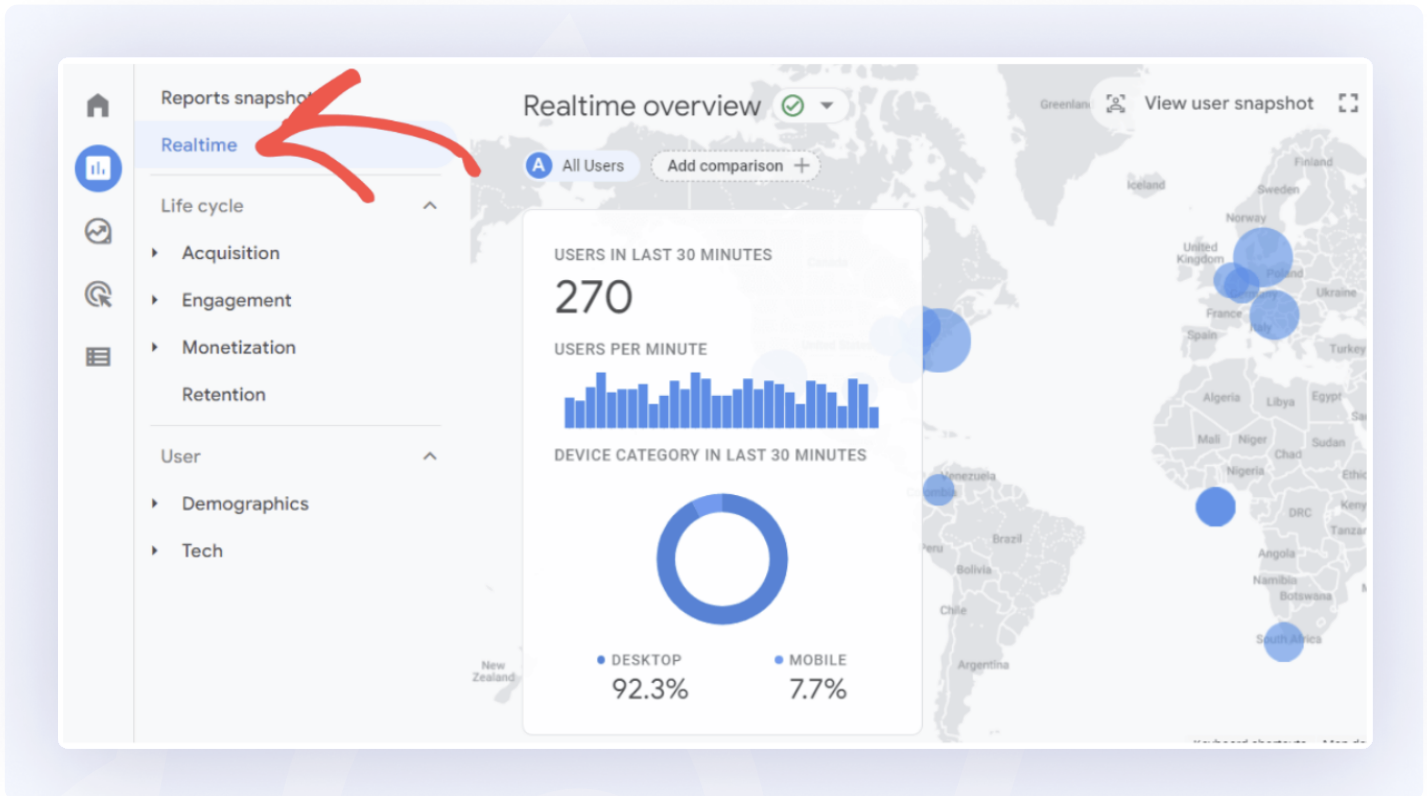 Reports snapshot
Realtime
Life cycle
Acquisition
Engagement
Monetization
Retention
User
Demographics
Tech
Realtime overview
View user snapshot
A All Users
Add comparison +
USERS IN LAST 30 MINUTES
270
USERS PER MINUTE
DEVICE CATEGORY IN LAST 30 MINUTES
DESKTOP
92.3%
MOBILE
7.7%
Greenland
Iceland
Finland
Sweden
Norway
United
Kingdom
Poland
Germany
Ukraine
France
Italy
Spain
Turkey
Canada
Algeria
Libya
Egypt
Mali
Niger
Sudan
Chad
Nigeria
DRC
Angola
Namibia
Botswana
South Africa
Venezuela
Colombia
Brazil
Bolivia
Chile
Argentina
New
Zealand